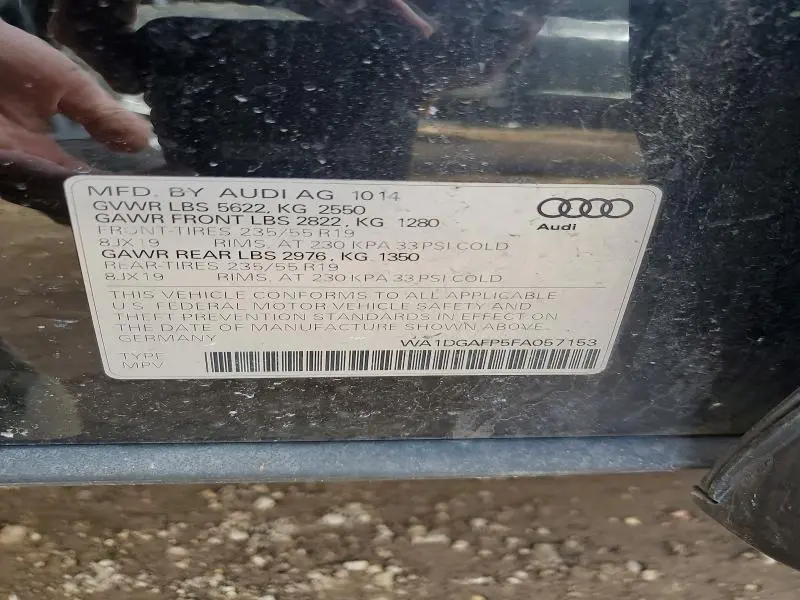 MFD. BY AUDI AG 10 14
GVWR LBS 5622, KG 2550
GAWR FRONT LBS 2822, KG 1280
FRONT-TIRES 235/55 R19
8JX19 RIMS, AT 230 KPA 33 PSI COLD
GAWR REAR LBS 2976, KG 1350
REAR-TIRES 235/55 R19
8JX19 RIMS, AT 230 KPA 33 PSI COLD
Audi
THIS VEHICLE CONFORMS TO ALL APPLICABLE
U.S. FEDERAL MOTOR VEHICLE SAFETY AND
THEFT PREVENTION STANDARDS IN EFFECT ON
THE DATE OF MANUFACTURE SHOWN ABOVE.
GERMANY WA1DGAFP5FA057153
TYPE
MPV